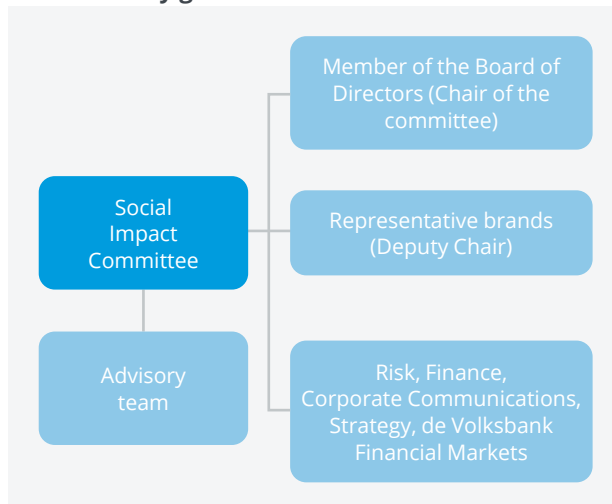 Member of the Board of
Directors (Chair of the
committee)
Social
Impact
Committee
Representative brands
(Deputy Chair)
Advisory
team
Risk, Finance,
Corporate Communications,
Strategy, de Volksbank
Financial Markets